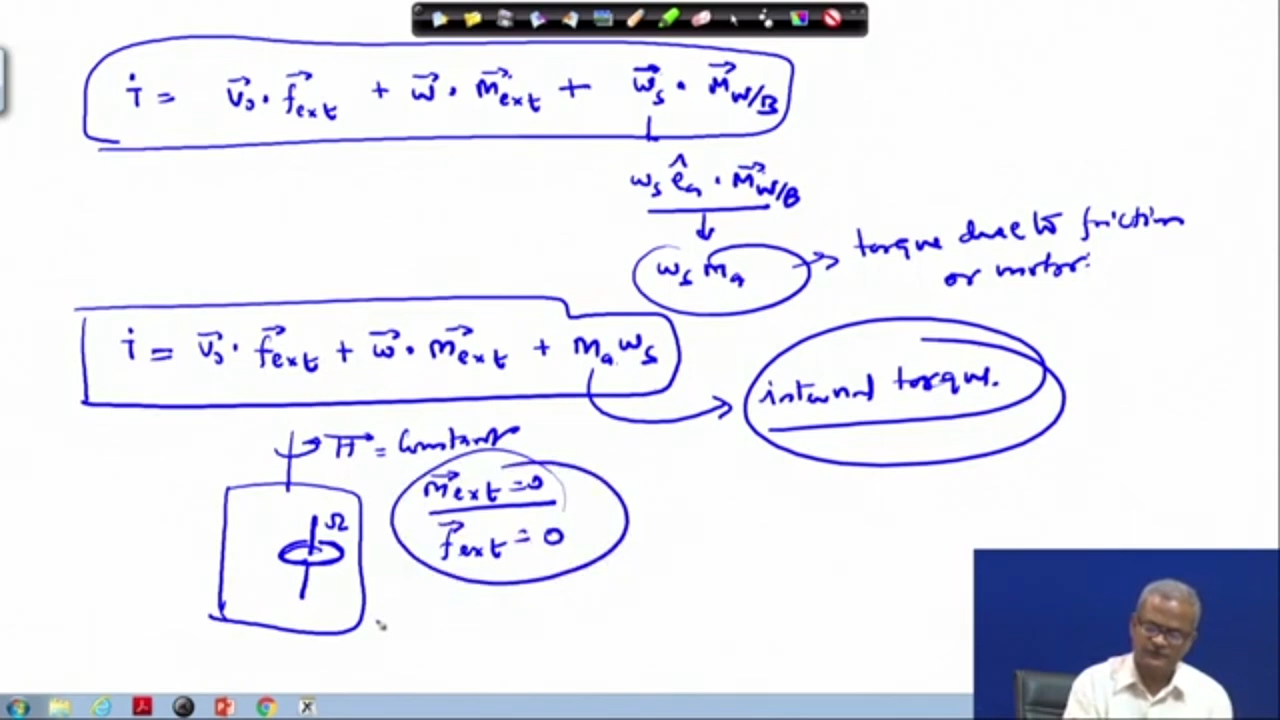 Ṫ = v⃗₀ · f⃗ext + ω⃗ · m⃗ext + ω⃗s · M⃗W/B
ωs êa · M⃗W/B
ωs ma → torque due to friction
or motor.
Ṫ = v⃗₀ · f⃗ext + ω⃗ · m⃗ext + ma ωs
internal torque.
H⃗ = Constant
m⃗ext = 0
Ω
f⃗ext = 0